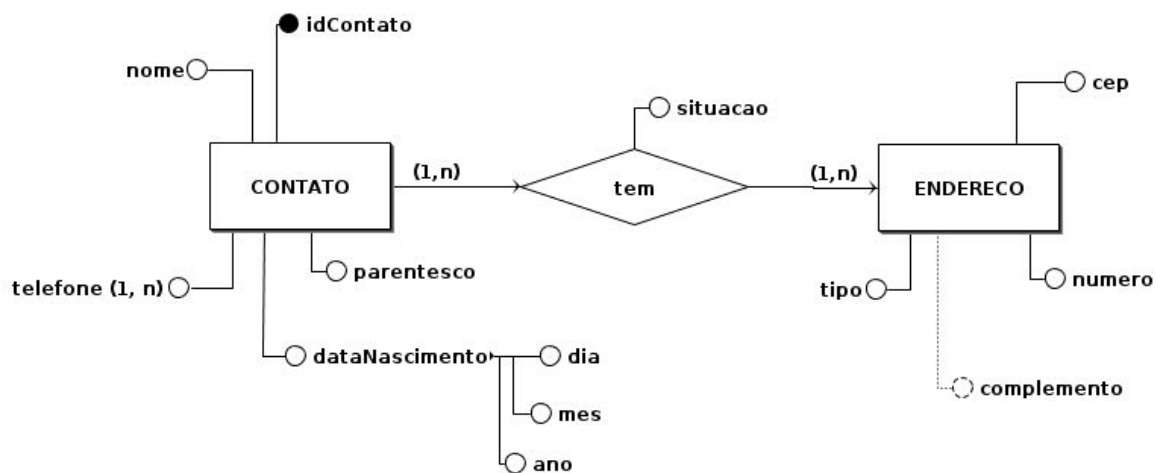 idContato
nome
cep
situacao
CONTATO
(1,n)
tem
(1,n)
ENDERECO
telefone (1, n)
parentesco
tipo
numero
dataNascimento
dia
complemento
mes
ano